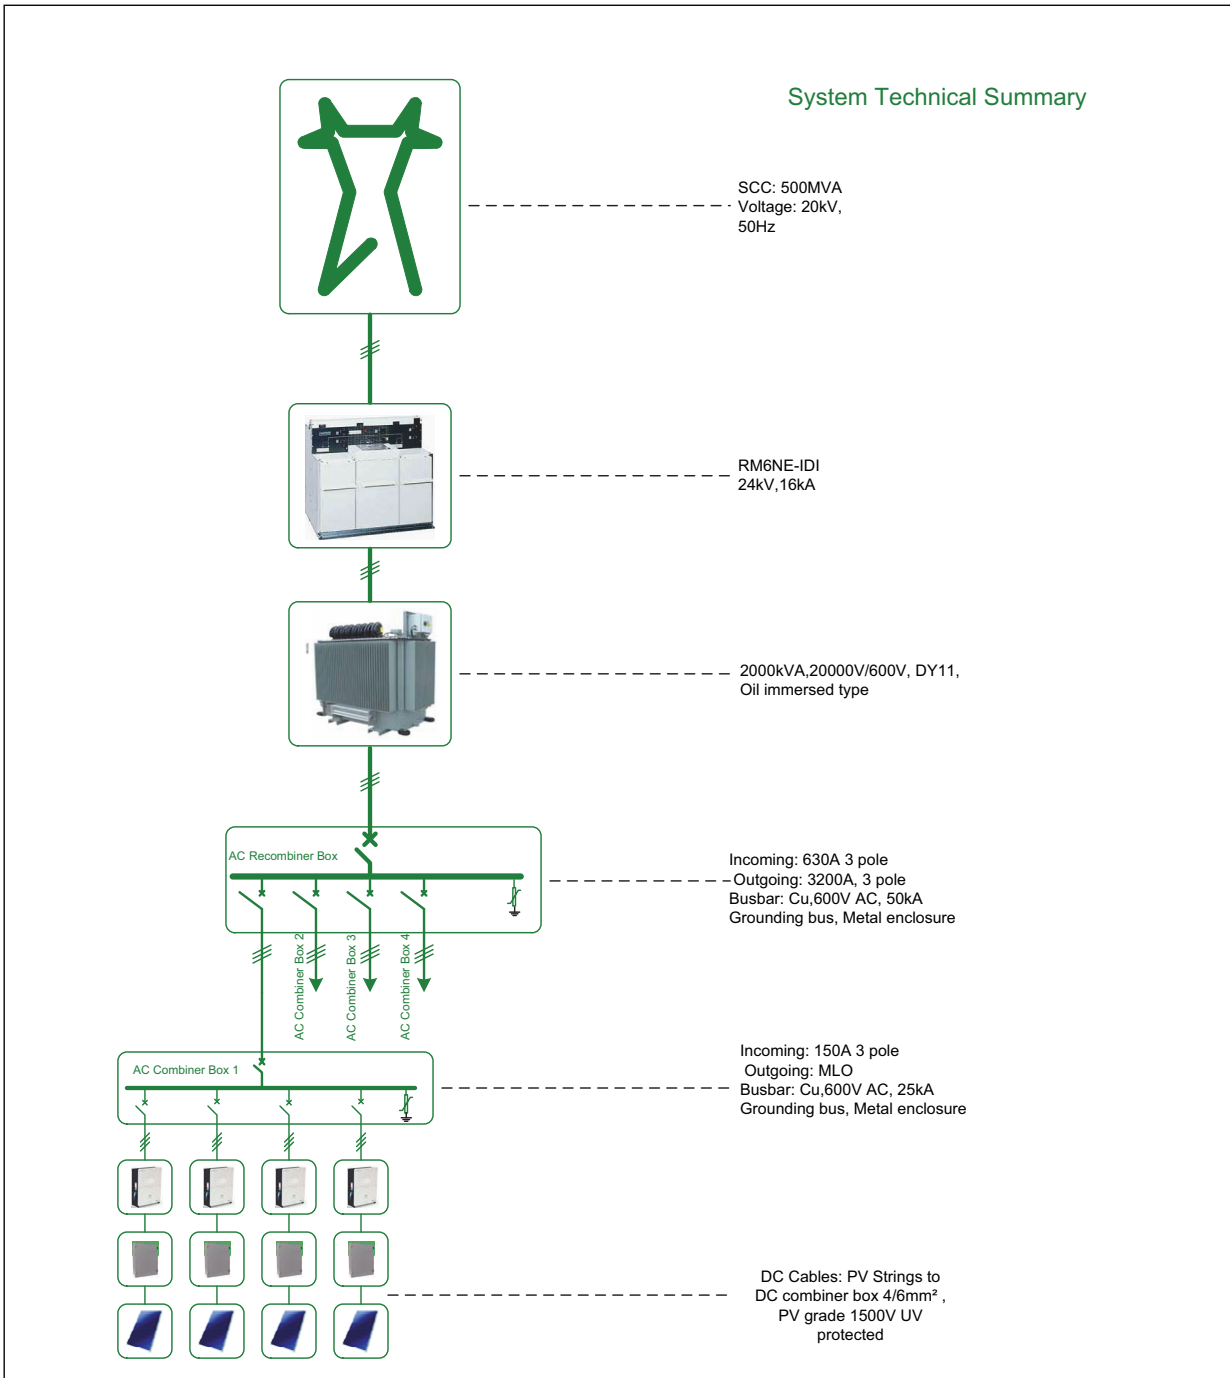 System Technical Summary
SCC: 500MVA
Voltage: 20kV,
50Hz
RM6NE-IDI
24kV,16kA
2000kVA,20000V/600V, DY11,
Oil immersed type
AC Recombiner Box
Incoming: 630A 3 pole
Outgoing: 3200A, 3 pole
Busbar: Cu,600V AC, 50kA
Grounding bus, Metal enclosure
AC Combiner Box 2
AC Combiner Box 3
AC Combiner Box 4
AC Combiner Box 1
Incoming: 150A 3 pole
Outgoing: MLO
Busbar: Cu,600V AC, 25kA
Grounding bus, Metal enclosure
DC Cables: PV Strings to
DC combiner box 4/6mm² ,
PV grade 1500V UV
protected